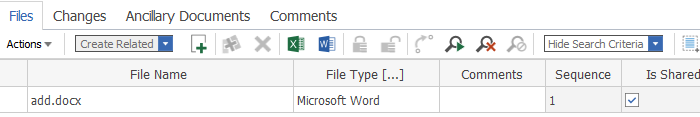 Files Changes Ancillary Documents Comments
Actions Create Related Hide Search Criteria
File Name File Type [...] Comments Sequence Is Shared
add.docx Microsoft Word 1